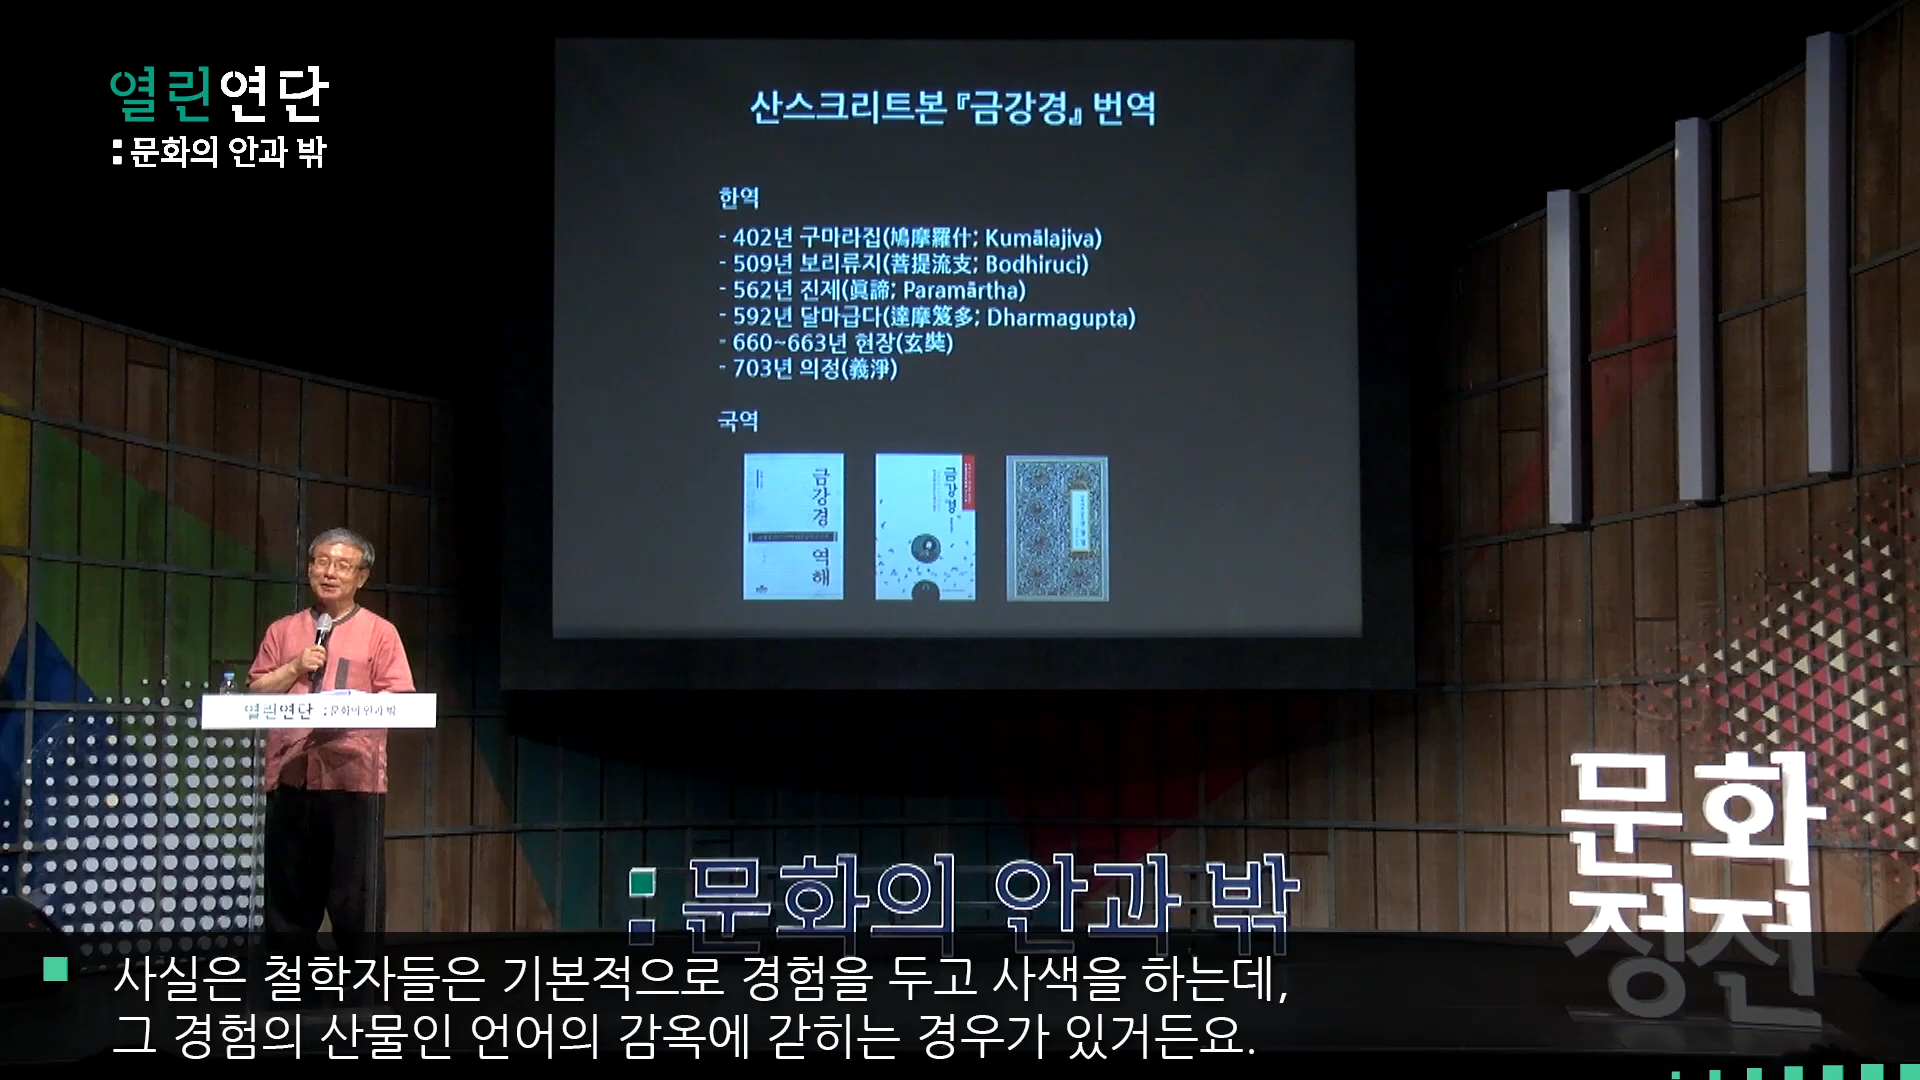 열린연단
:문화의 안과 밖
산스크리트본 『금강경』 번역
한역
- 402년 구마라집(鳩摩羅什; Kumālajiva)
- 509년 보리류지(菩提流支; Bodhiruci)
- 562년 진제(眞諦; Paramārtha)
- 592년 달마급다(達摩笈多; Dharmagupta)
- 660~663년 현장(玄奘)
- 703년 의정(義淨)
국역
금강경
역해
금강경
열린연단 :문화의 안과 밖
:문화의 안과 밖
문화
정전
사실은 철학자들은 기본적으로 경험을 두고 사색을 하는데,
그 경험의 산물인 언어의 감옥에 갇히는 경우가 있거든요.